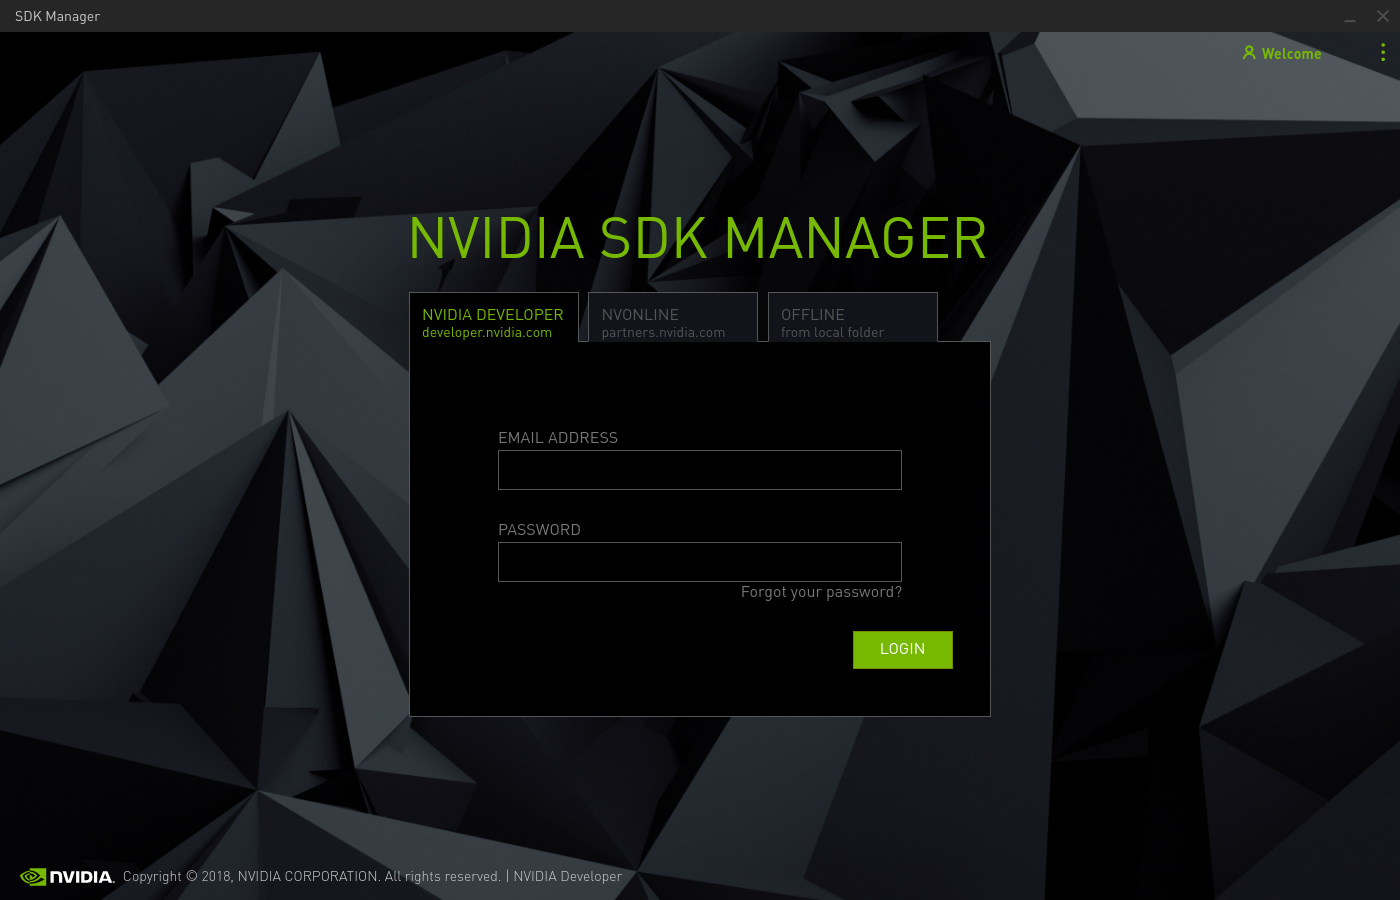 SDK Manager
Welcome
NVIDIA SDK MANAGER
NVIDIA DEVELOPER
developer.nvidia.com
NVONLINE
partners.nvidia.com
OFFLINE
from local folder
EMAIL ADDRESS
PASSWORD
Forgot your password?
LOGIN
NVIDIA. Copyright © 2018, NVIDIA CORPORATION. All rights reserved. | NVIDIA Developer